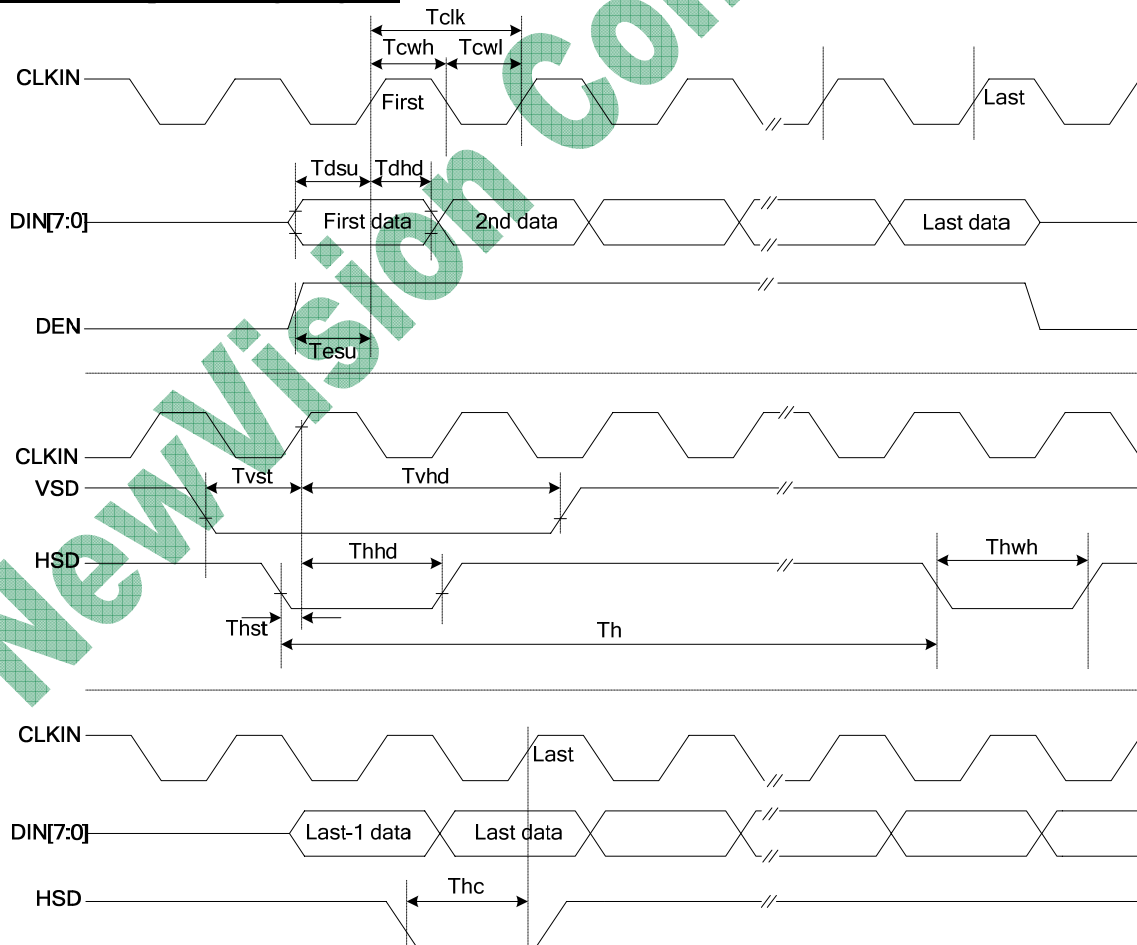 Tclk
Tcwh Tcwl
CLKIN
First
Last
Tdsu Tdhd
DIN[7:0]
First data
2nd data
Last data
DEN
Tesu
CLKIN
VSD
Tvst
Tvhd
HSD
Thhd
Thwh
Thst
Th
CLKIN
Last
DIN[7:0]
Last-1 data
Last data
HSD
Thc
NewVision Con